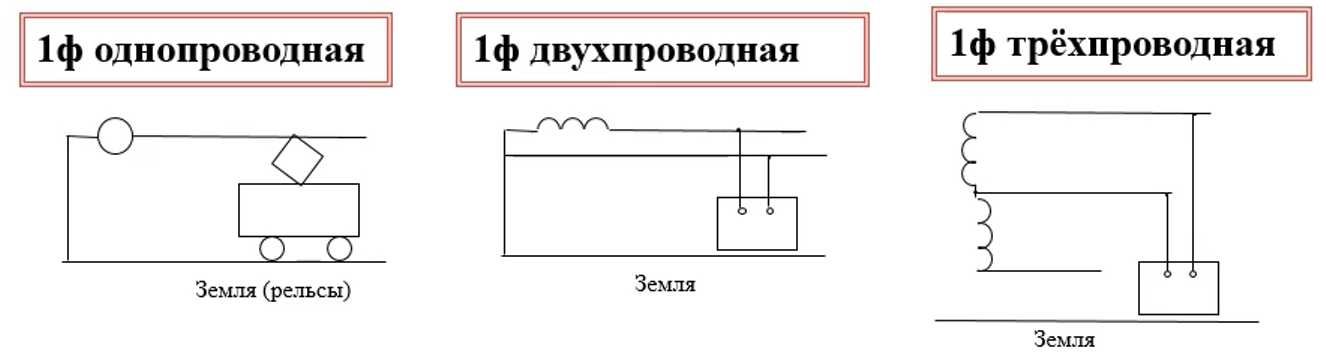 1ф однопроводная
1ф двухпроводная
1ф трёхпроводная
Земля (рельсы)
Земля
Земля